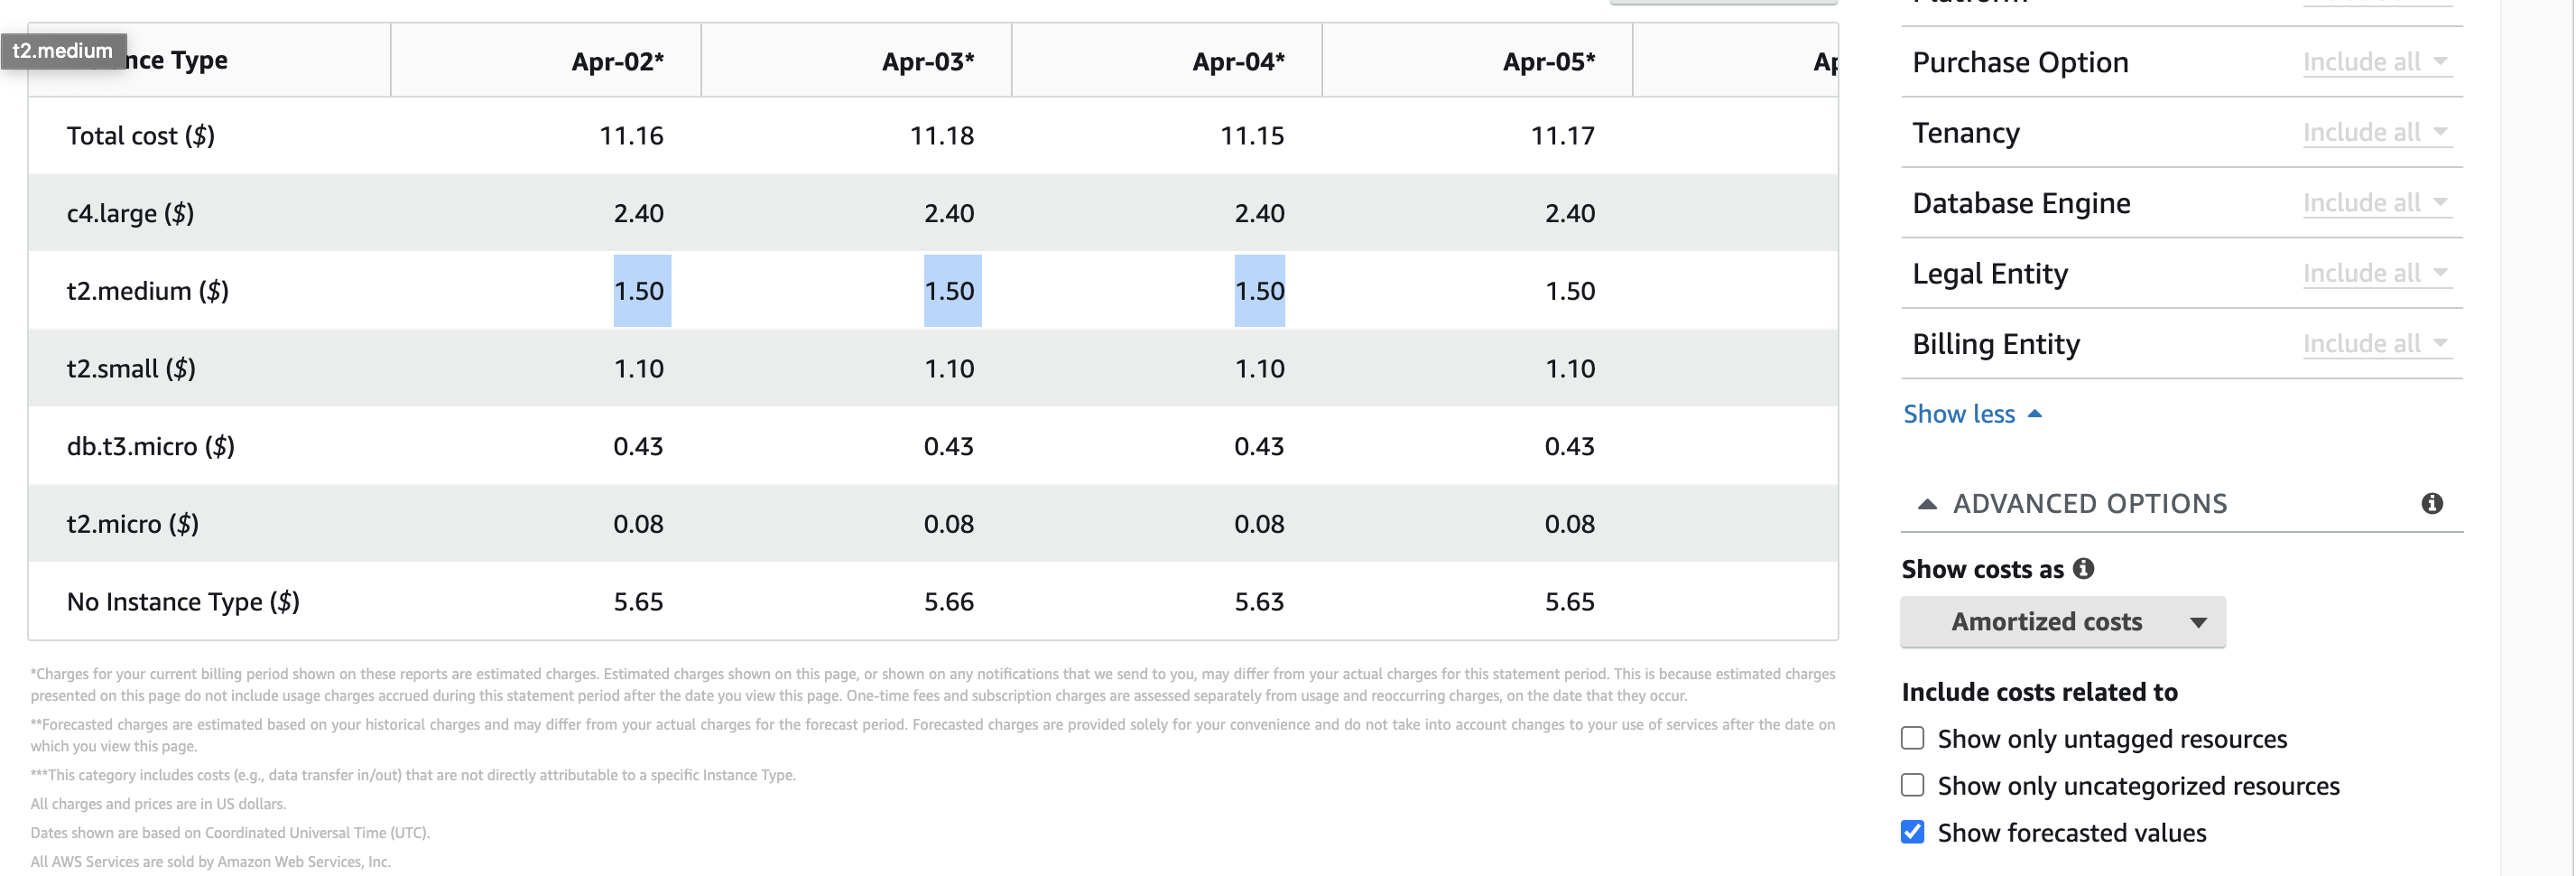 t2.medium
nce Type Apr-02* Apr-03* Apr-04* Apr-05*
Total cost ($) 11.16 11.18 11.15 11.17
c4.large ($) 2.40 2.40 2.40 2.40
t2.medium ($) 1.50 1.50 1.50 1.50
t2.small ($) 1.10 1.10 1.10 1.10
db.t3.micro ($) 0.43 0.43 0.43 0.43
t2.micro ($) 0.08 0.08 0.08 0.08
No Instance Type ($) 5.65 5.66 5.63 5.65
*Charges for your current billing period shown on these reports are estimated charges. Estimated charges shown on this page, or shown on any notifications that we send to you, may differ from your actual charges for this statement period. This is because estimated charges
presented on this page do not include usage charges accrued during this statement period after the date you view this page. One-time fees and subscription charges are assessed separately from usage and reoccurring charges, on the date that they occur.
**Forecasted charges are estimated based on your historical charges and may differ from your actual charges for the forecast period. Forecasted charges are provided solely for your convenience and do not take into account changes to your use of services after the date on
which you view this page.
***This category includes costs (e.g., data transfer in/out) that are not directly attributable to a specific Instance Type.
All charges and prices are in US dollars.
Dates shown are based on Coordinated Universal Time (UTC).
All AWS Services are sold by Amazon Web Services, Inc.
Purchase Option Include all
Tenancy Include all
Database Engine Include all
Legal Entity Include all
Billing Entity Include all
Show less
ADVANCED OPTIONS
Show costs as
Amortized costs
Include costs related to
Show only untagged resources
Show only uncategorized resources
Show forecasted values